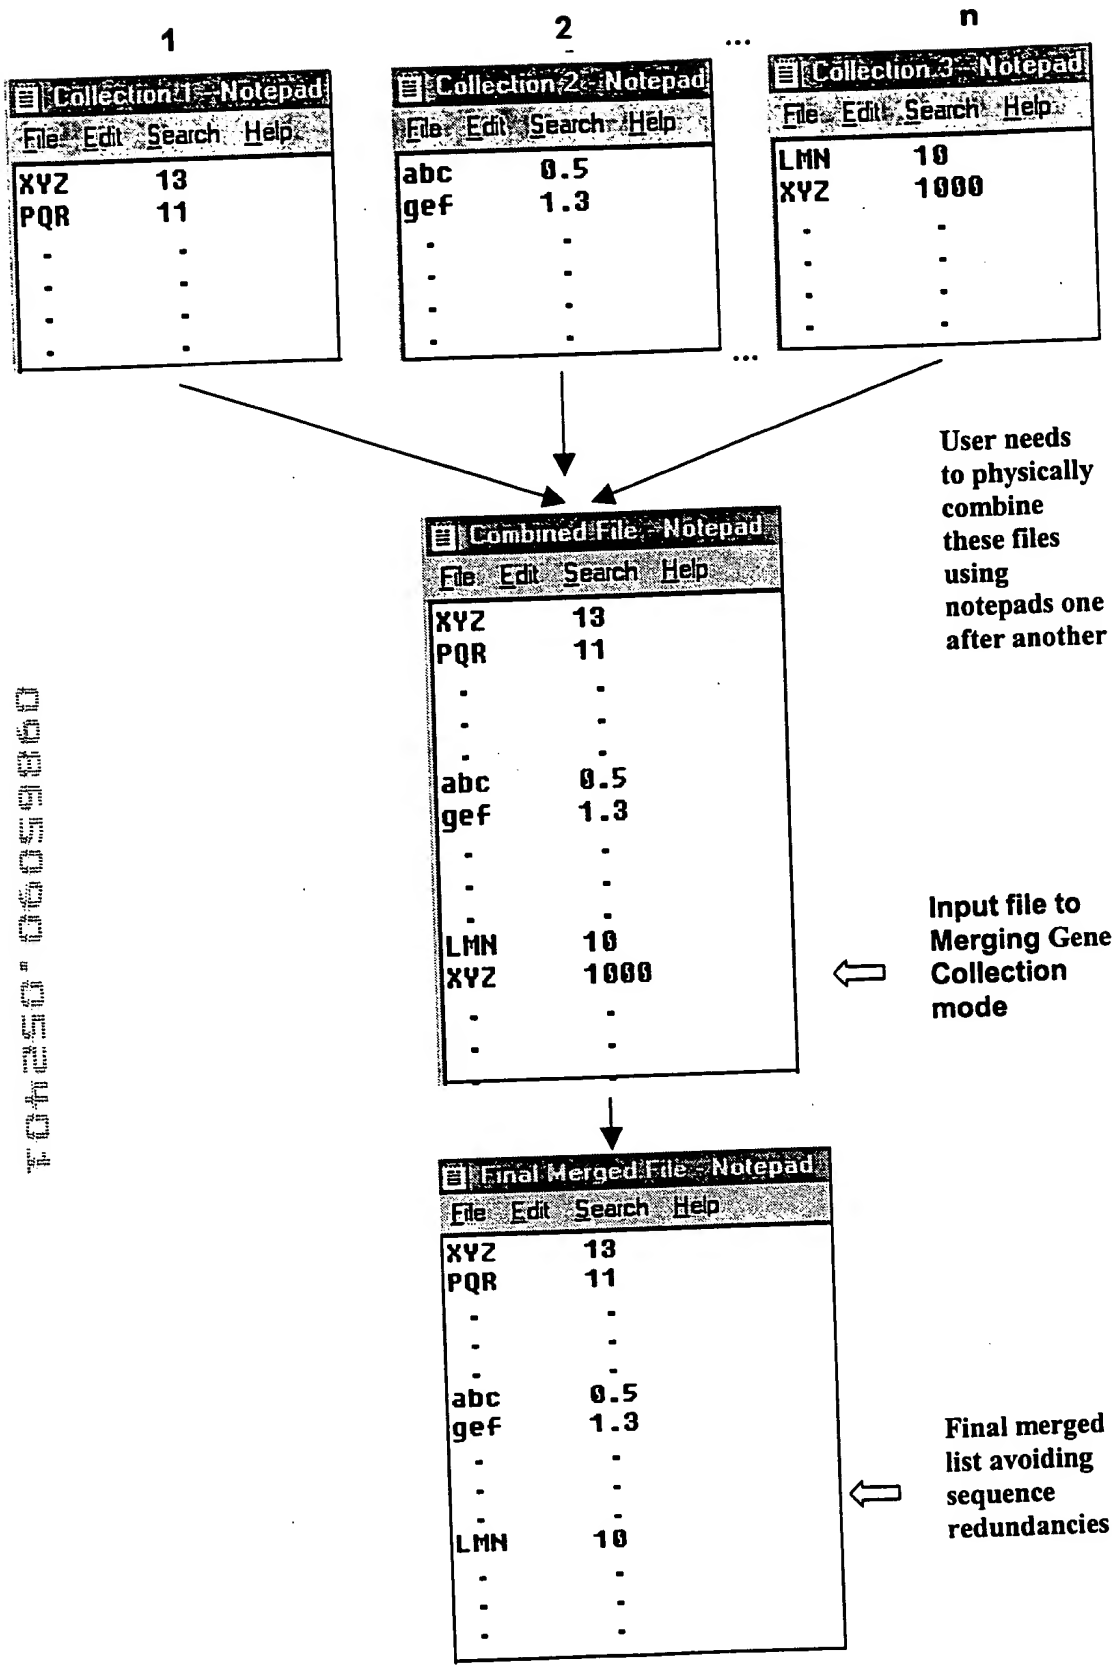 1
2
...
n
Collection 1 - Notepad
File Edit Search Help
XYZ 13
PQR 11
Collection 2 - Notepad
File Edit Search Help
abc 0.5
gef 1.3
Collection 3 - Notepad
File Edit Search Help
LMN 10
XYZ 1000
...
User needs
to physically
combine
these files
using
notepads one
after another
Combined File - Notepad
File Edit Search Help
XYZ 13
PQR 11
abc 0.5
gef 1.3
LMN 10
XYZ 1000
Input file to
Merging Gene
Collection
mode
Final Merged File - Notepad
File Edit Search Help
XYZ 13
PQR 11
abc 0.5
gef 1.3
LMN 10
Final merged
list avoiding
sequence
redundancies